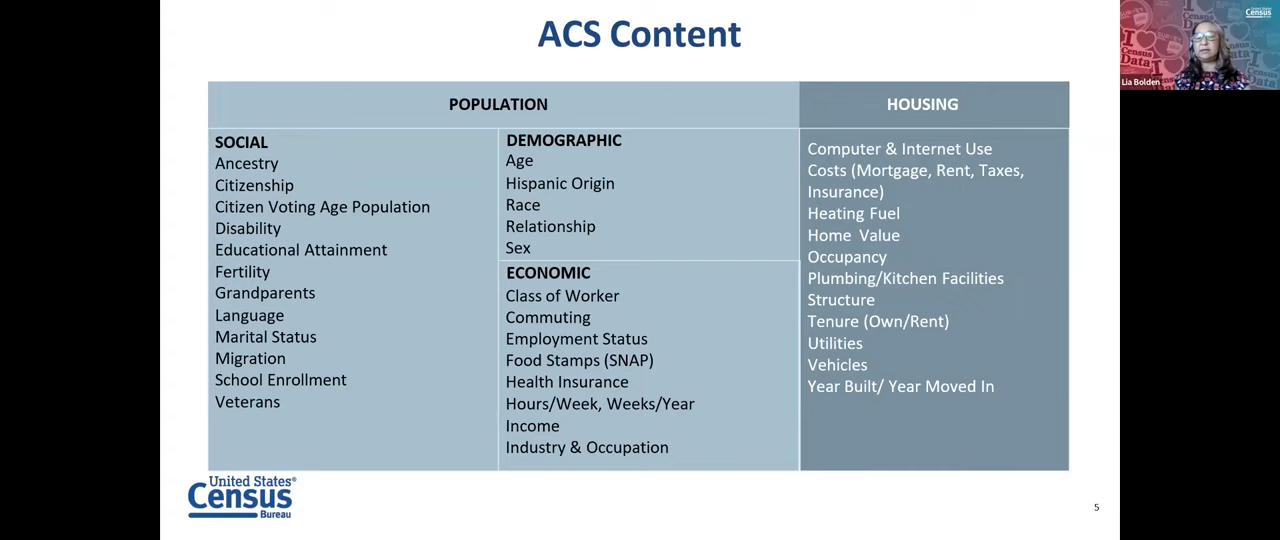 ACS Content
POPULATION
HOUSING
SOCIAL
Ancestry
Citizenship
Citizen Voting Age Population
Disability
Educational Attainment
Fertility
Grandparents
Language
Marital Status
Migration
School Enrollment
Veterans
DEMOGRAPHIC
Age
Hispanic Origin
Race
Relationship
Sex
ECONOMIC
Class of Worker
Commuting
Employment Status
Food Stamps (SNAP)
Health Insurance
Hours/Week, Weeks/Year
Income
Industry & Occupation
Computer & Internet Use
Costs (Mortgage, Rent, Taxes,
Insurance)
Heating Fuel
Home Value
Occupancy
Plumbing/Kitchen Facilities
Structure
Tenure (Own/Rent)
Utilities
Vehicles
Year Built/ Year Moved In
United States®
Census
Bureau
5
Census
I
Census
Data
I
Data
Lia Bolden